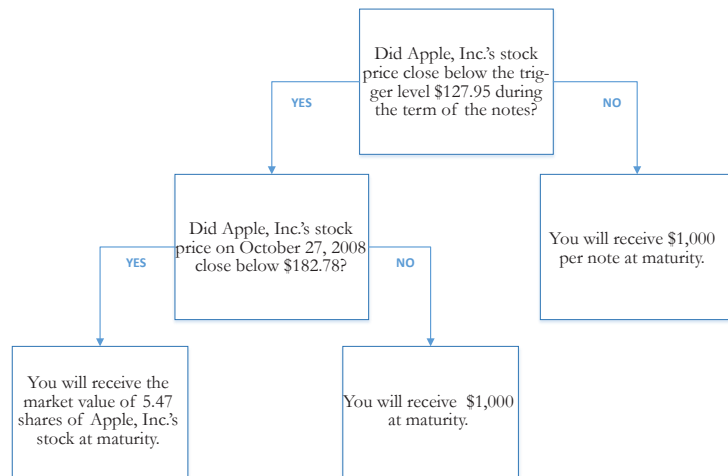 Did Apple, Inc.'s stock
price close below the trig-
ger level $127.95 during
the term of the notes?
YES
NO
Did Apple, Inc.'s stock
price on October 27, 2008
close below $182.78?
You will receive $1,000
per note at maturity.
YES
NO
You will receive the
market value of 5.47
shares of Apple, Inc.'s
stock at maturity.
You will receive $1,000
at maturity.